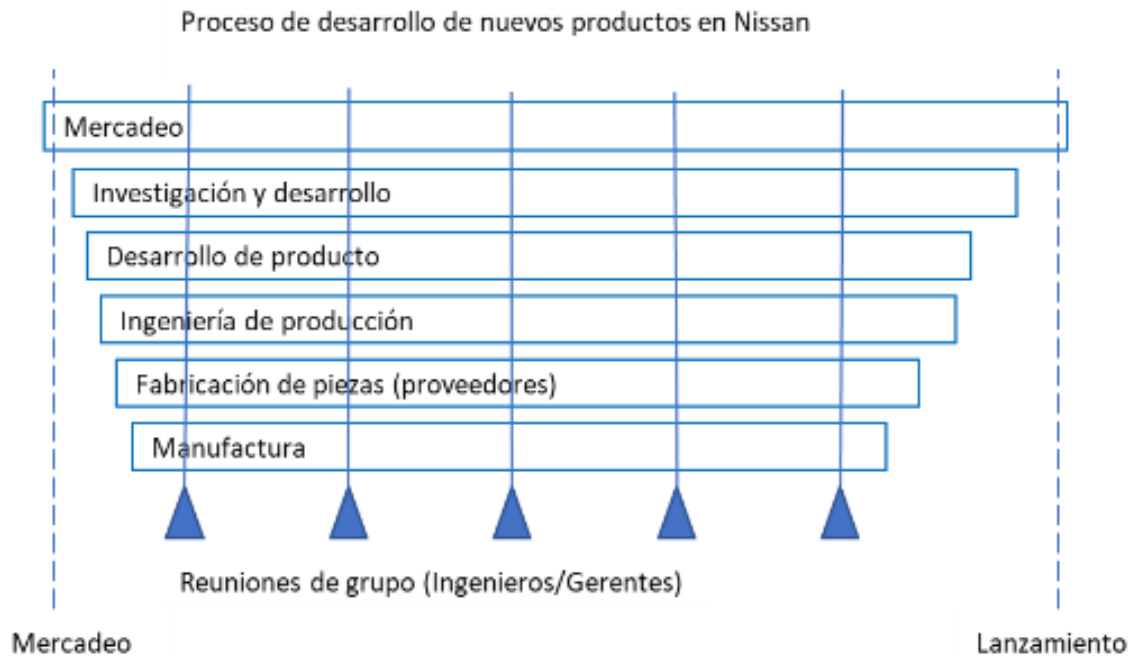 Proceso de desarrollo de nuevos productos en Nissan
Mercadeo
Investigación y desarrollo
Desarrollo de producto
Ingeniería de producción
Fabricación de piezas (proveedores)
Manufactura
Reuniones de grupo (Ingenieros/Gerentes)
Mercadeo
Lanzamiento